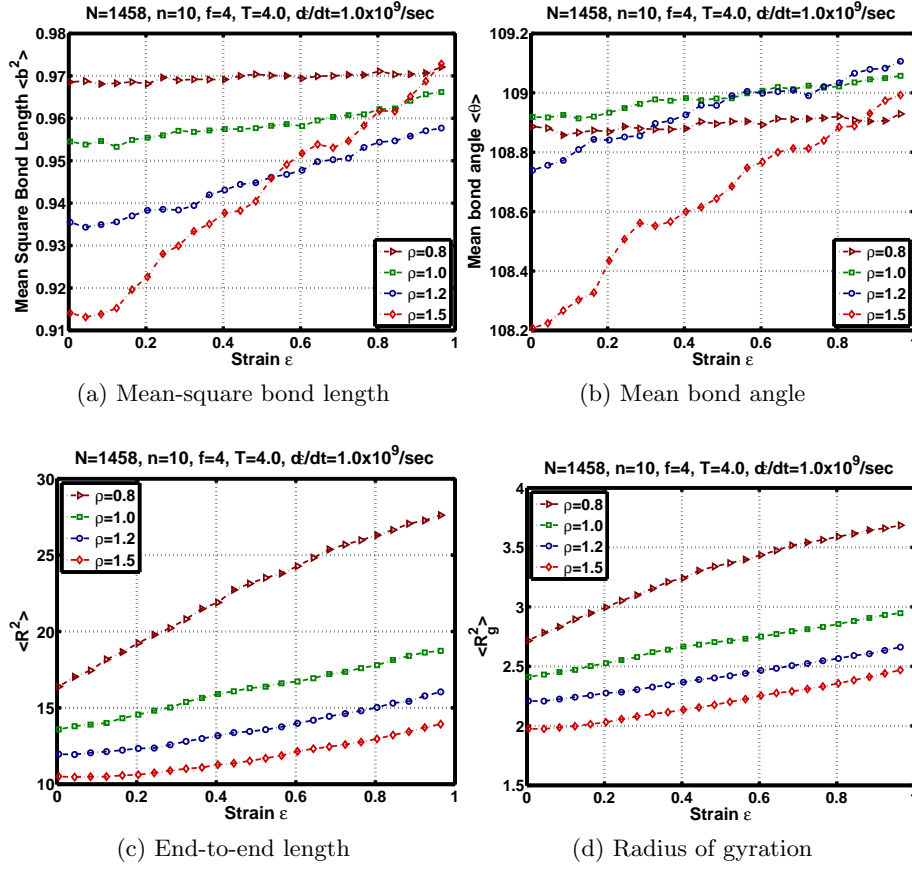 N=1458, n=10, f=4, T=4.0, dε/dt=1.0x10⁹/sec
Mean Square Bond Length <b²>
0.98
0.97
0.96
0.95
0.94
0.93
0.92
0.91
0 0.2 0.4 0.6 0.8 1
Strain ε
ρ=0.8
ρ=1.0
ρ=1.2
ρ=1.5
(a) Mean-square bond length
N=1458, n=10, f=4, T=4.0, dε/dt=1.0x10⁹/sec
Mean bond angle <θ>
109.2
109
108.8
108.6
108.4
108.2
0 0.2 0.4 0.6 0.8 1
Strain ε
ρ=0.8
ρ=1.0
ρ=1.2
ρ=1.5
(b) Mean bond angle
N=1458, n=10, f=4, T=4.0, dε/dt=1.0x10⁹/sec
<R²>
30
25
20
15
10
ρ=0.8
ρ=1.0
ρ=1.2
ρ=1.5
0 0.2 0.4 0.6 0.8 1
Strain ε
(c) End-to-end length
N=1458, n=10, f=4, T=4.0, dε/dt=1.0x10⁹/sec
<R_g²>
4
3.5
3
2.5
2
1.5
ρ=0.8
ρ=1.0
ρ=1.2
ρ=1.5
0 0.2 0.4 0.6 0.8 1
Strain ε
(d) Radius of gyration